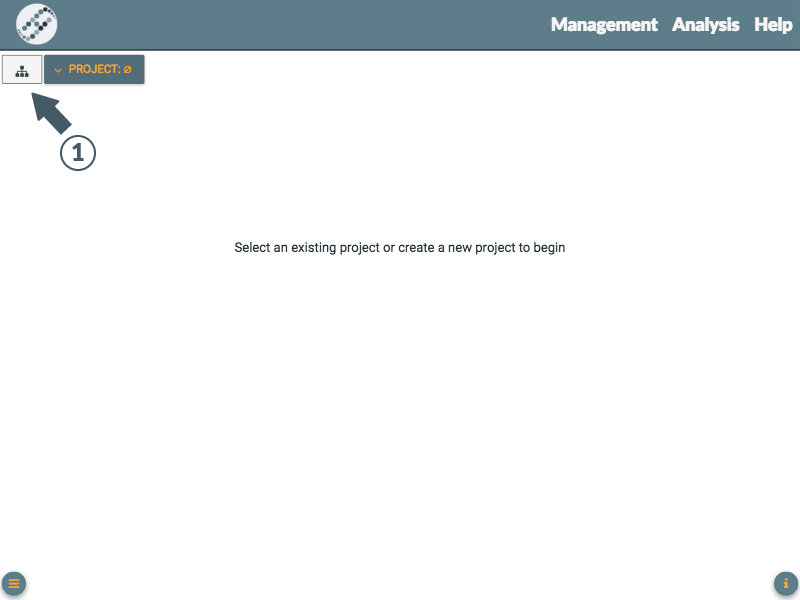 Management Analysis Help
PROJECT: Ø
1
Select an existing project or create a new project to begin
i